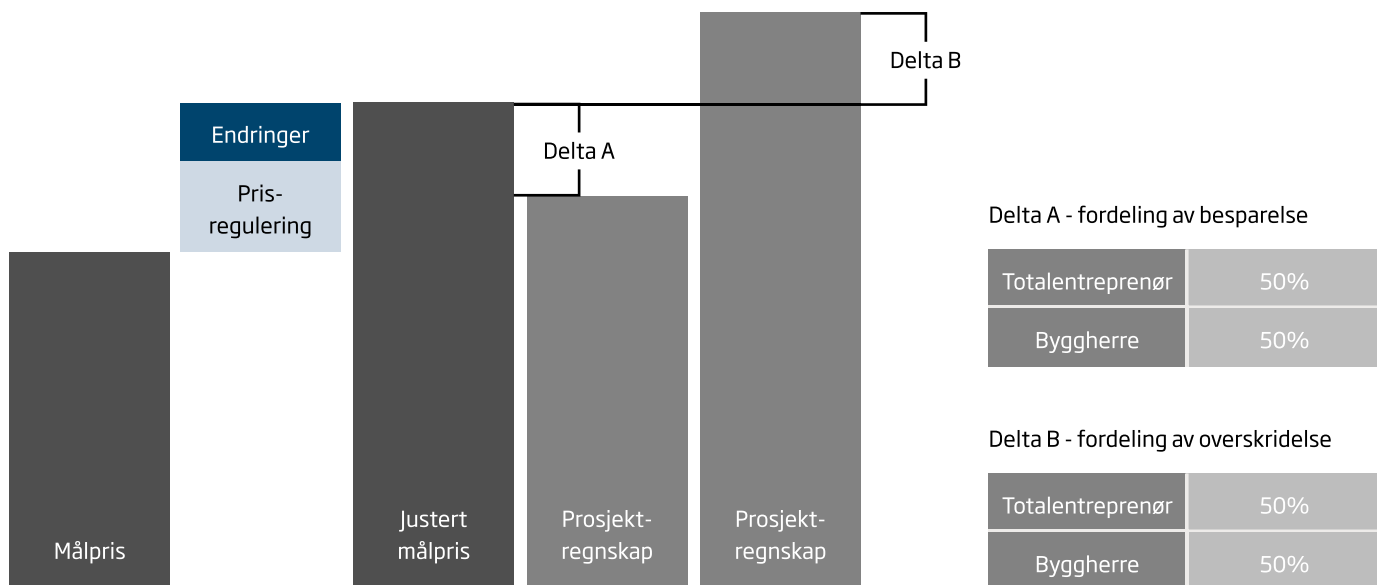 Målpris
Endringer
Pris-
regulering
Justert
målpris
Delta A
Prosjekt-
regnskap
Delta B
Prosjekt-
regnskap
Delta A - fordeling av besparelse
Totalentreprenør 50%
Byggherre 50%
Delta B - fordeling av overskridelse
Totalentreprenør 50%
Byggherre 50%